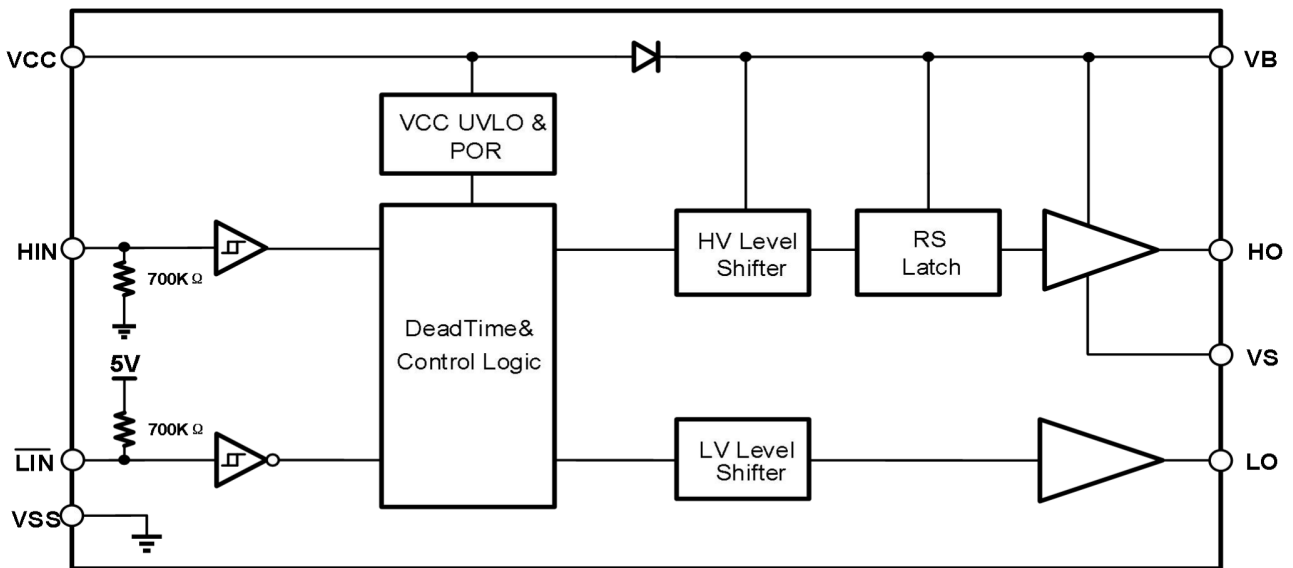 VCC
VB
VCC UVLO &
POR
HIN
700K Ω
HV Level
Shifter
RS
Latch
HO
DeadTime&
Control Logic
5V
VS
700K Ω
LIN
LV Level
Shifter
LO
VSS